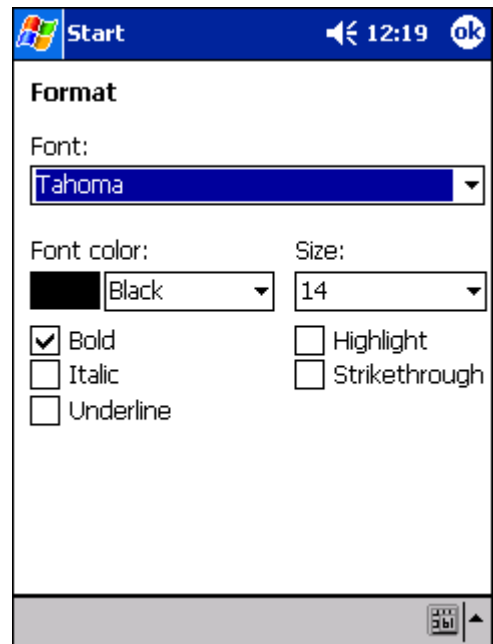 Start 12:19 ok
Format
Font:
Tahoma
Font color: Size:
Black 14
Bold Highlight
Italic Strikethrough
Underline